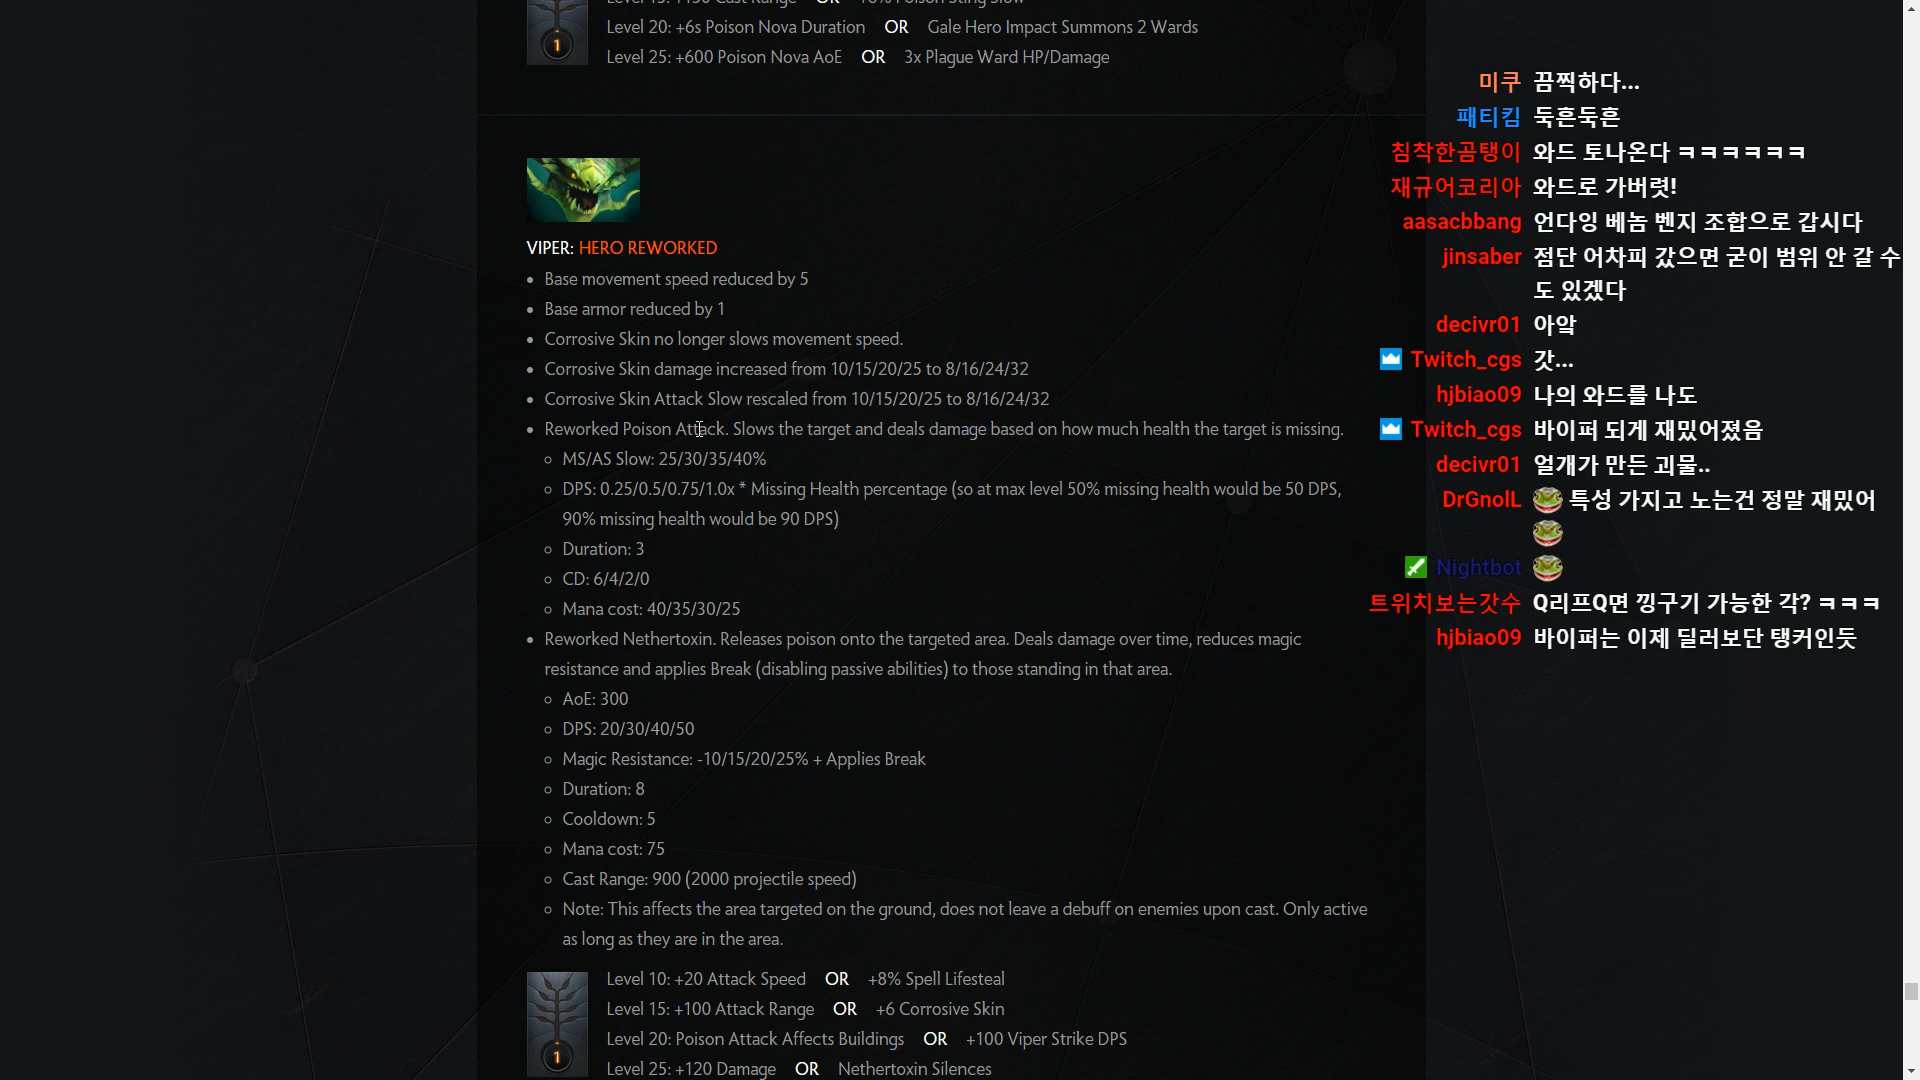 Level 20: +6s Poison Nova Duration OR Gale Hero Impact Summons 2 Wards
Level 25: +600 Poison Nova AoE OR 3x Plague Ward HP/Damage
VIPER: HERO REWORKED
Base movement speed reduced by 5
Base armor reduced by 1
Corrosive Skin no longer slows movement speed.
Corrosive Skin damage increased from 10/15/20/25 to 8/16/24/32
Corrosive Skin Attack Slow rescaled from 10/15/20/25 to 8/16/24/32
Reworked Poison Attack. Slows the target and deals damage based on how much health the target is missing.
MS/AS Slow: 25/30/35/40%
DPS: 0.25/0.5/0.75/1.0x * Missing Health percentage (so at max level 50% missing health would be 50 DPS,
90% missing health would be 90 DPS)
Duration: 3
CD: 6/4/2/0
Mana cost: 40/35/30/25
Reworked Nethertoxin. Releases poison onto the targeted area. Deals damage over time, reduces magic
resistance and applies Break (disabling passive abilities) to those standing in that area.
AoE: 300
DPS: 20/30/40/50
Magic Resistance: -10/15/20/25% + Applies Break
Duration: 8
Cooldown: 5
Mana cost: 75
Cast Range: 900 (2000 projectile speed)
Note: This affects the area targeted on the ground, does not leave a debuff on enemies upon cast. Only active
as long as they are in the area.
1
Level 10: +20 Attack Speed OR +8% Spell Lifesteal
Level 15: +100 Attack Range OR +6 Corrosive Skin
Level 20: Poison Attack Affects Buildings OR +100 Viper Strike DPS
Level 25: +120 Damage OR Nethertoxin Silences
1
미쿠 끔찍하다...
패티킴 둑흔둑흔
침착한곰탱이 와드 토나온다 ㅋㅋㅋㅋㅋㅋ
재규어코리아 와드로 가버렷!
aasacbbang 언다잉 베놈 벤지 조합으로 갑시다
jinsaber 점단 어차피 갔으면 굳이 범위 안 갈 수
도 있겠다
decivr01 아앜
Twitch_cgs 갓...
hjbiao09 나의 와드를 나도
Twitch_cgs 바이퍼 되게 재밌어졌음
decivr01 얼개가 만든 괴물..
DrGnolL 특성 가지고 노는건 정말 재밌어
Nightbot
트위치보는갓수 Q리프Q면 낑구기 가능한 각? ㅋㅋㅋ
hjbiao09 바이퍼는 이제 딜러보단 탱커인듯